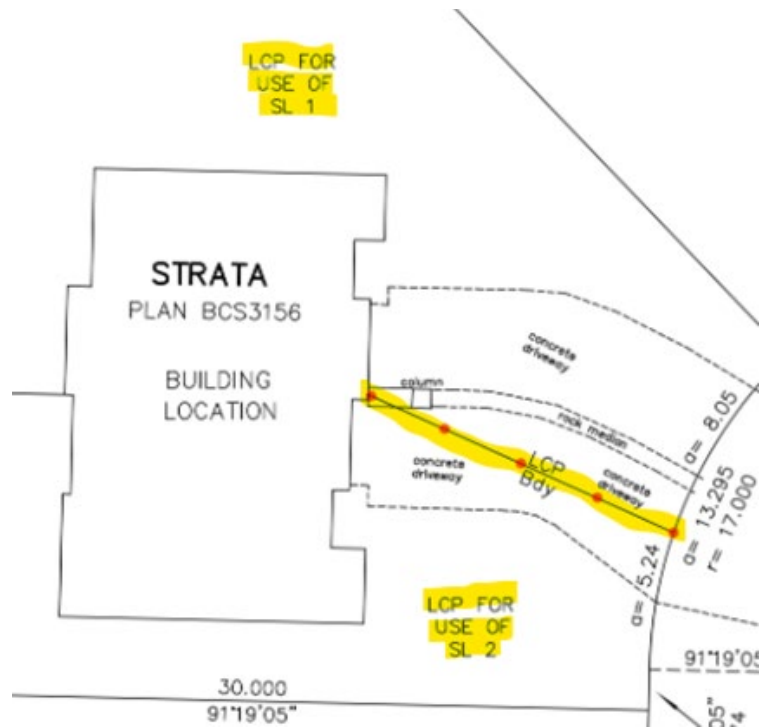 LCP FOR
USE OF
SL 1
STRATA
PLAN BCS3156
BUILDING
LOCATION
concrete
driveway
column
rock median
a= 8.05
a= 13.295
r= 17.000
LCP
Bdy
concrete
driveway
concrete
driveway
a= 5.24
LCP FOR
USE OF
SL 2
91°19'05
30.000
91°19'05"
05"